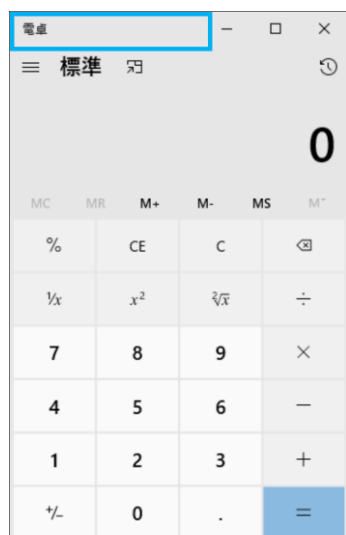 電卓
標準
0
MC MR M+ M- MS M˅
% CE C
¹/x x² ²√x ÷
7 8 9 ×
4 5 6 −
1 2 3 +
+/− 0 . =